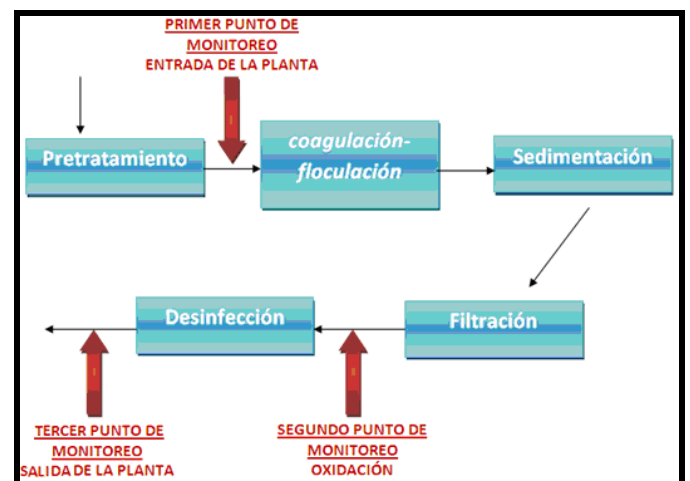 PRIMER PUNTO DE
MONITOREO
ENTRADA DE LA PLANTA
Pretratamiento
coagulación-
floculación
Sedimentación
Desinfección
Filtración
TERCER PUNTO DE
MONITOREO
SALIDA DE LA PLANTA
SEGUNDO PUNTO DE
MONITOREO
OXIDACIÓN